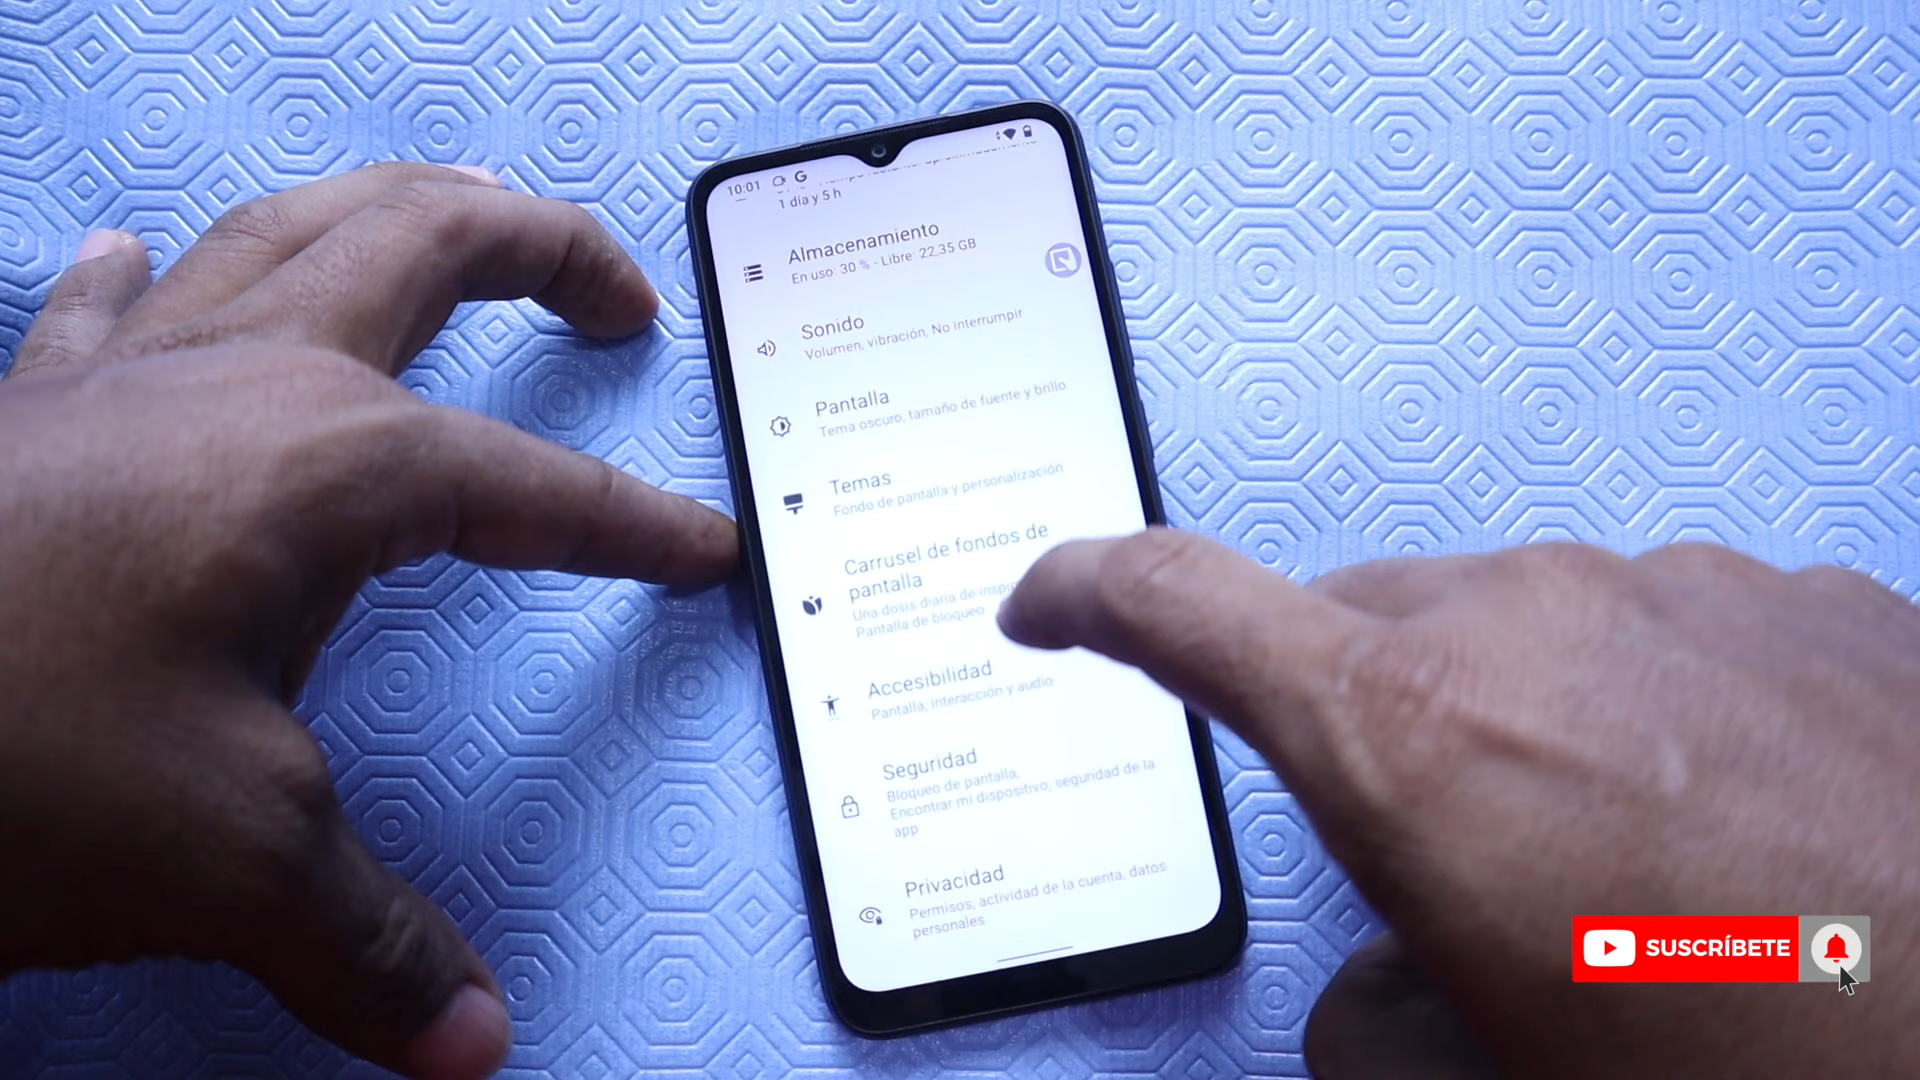 10:01
1 día y 5 h
Almacenamiento
En uso: 30 % - Libre: 22,35 GB
Sonido
Volumen, vibración, No interrumpir
Pantalla
Tema oscuro, tamaño de fuente y brillo
Temas
Fondo de pantalla y personalización
Carrusel de fondos de
pantalla
Una dosis diaria de
Pantalla de bloqueo
Accesibilidad
Pantalla, interacción y audio
Seguridad
Bloqueo de pantalla,
Encontrar mi dispositivo, seguridad de la
app
Privacidad
Permisos, actividad de la cuenta, datos
personales
SUSCRÍBETE